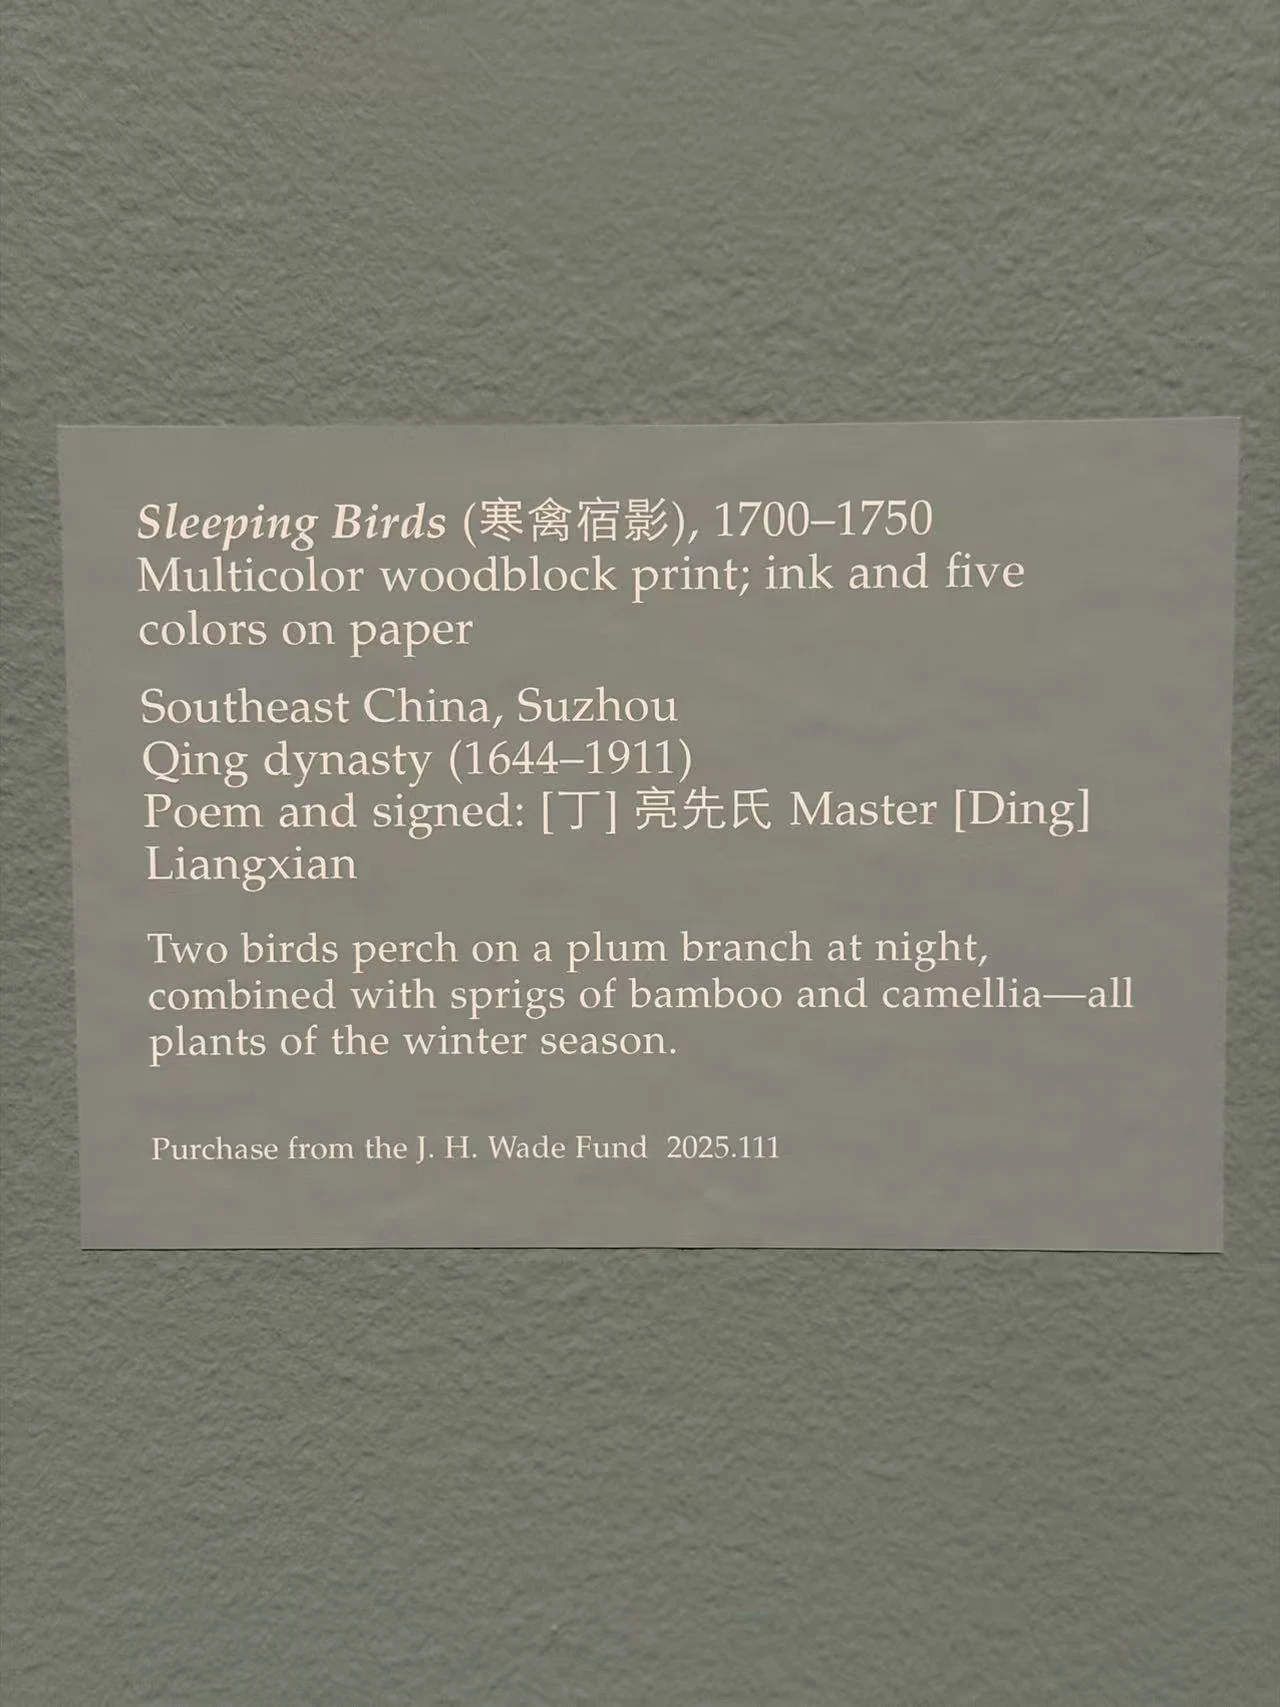 Sleeping Birds (寒禽宿影), 1700–1750
Multicolor woodblock print; ink and five
colors on paper
Southeast China, Suzhou
Qing dynasty (1644–1911)
Poem and signed: [丁] 亮先氏 Master [Ding]
Liangxian
Two birds perch on a plum branch at night,
combined with sprigs of bamboo and camellia—all
plants of the winter season.
Purchase from the J. H. Wade Fund 2025.111